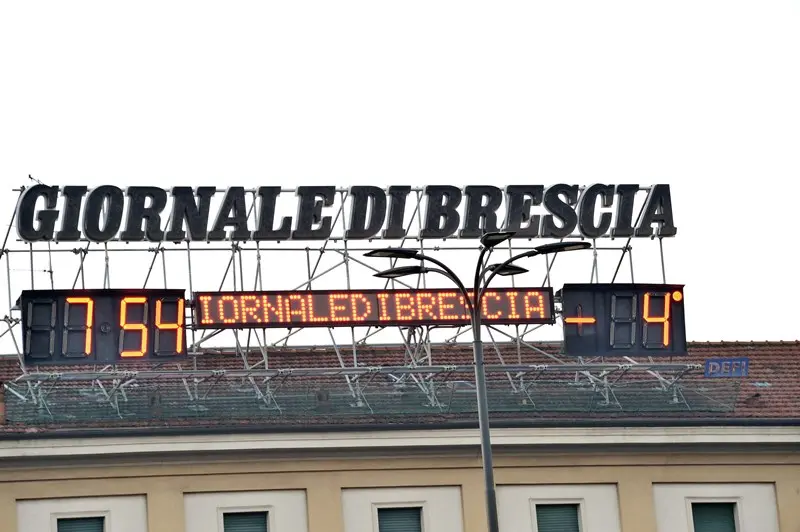 GIORNALE DI BRESCIA
7 54 IORNALEDIBRESCIA - 4°
DEFI